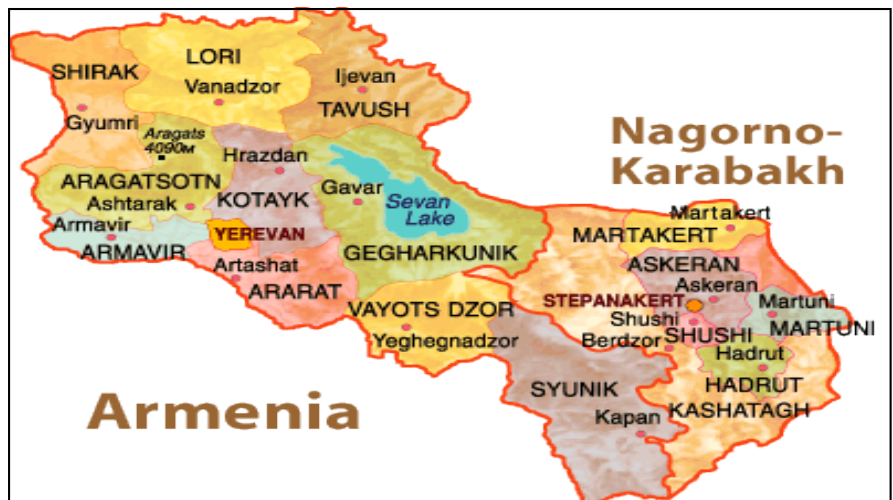 LORI
SHIRAK
Vanadzor
Ijevan
TAVUSH
Gyumri
Aragats
4090м
Hrazdan
Nagorno-
Karabakh
ARAGATSOTN
Ashtarak
KOTAYK
Gavar
Sevan
Lake
Armavir
ARMAVIR
YEREVAN
GEGHARKUNIK
Artashat
ARARAT
VAYOTS DZOR
Yeghegnadzor
Martakert
MARTAKERT
ASKERAN
Askeran
STEPANAKERT
Martuni
MARTUNI
Shushi
SHUSHI
Berdzor
Hadrut
HADRUT
KASHATAGH
SYUNIK
Kapan
Armenia